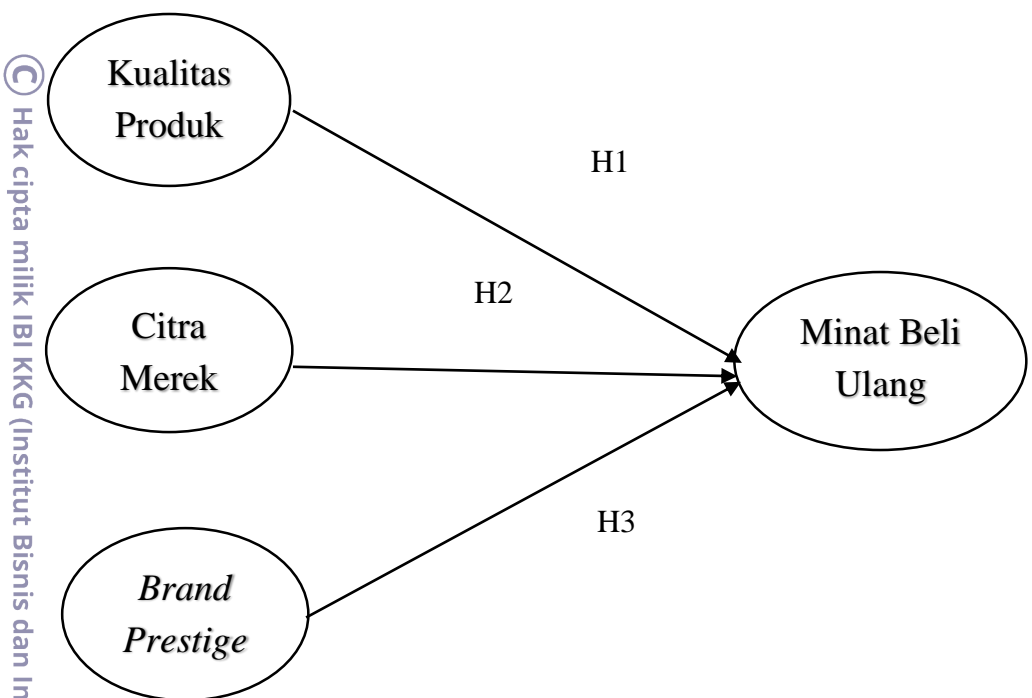 Kualitas
Produk
H1
H2
Citra
Merek
Minat Beli
Ulang
H3
Brand
Prestige
© Hak cipta milik IBI KKG (Institut Bisnis dan